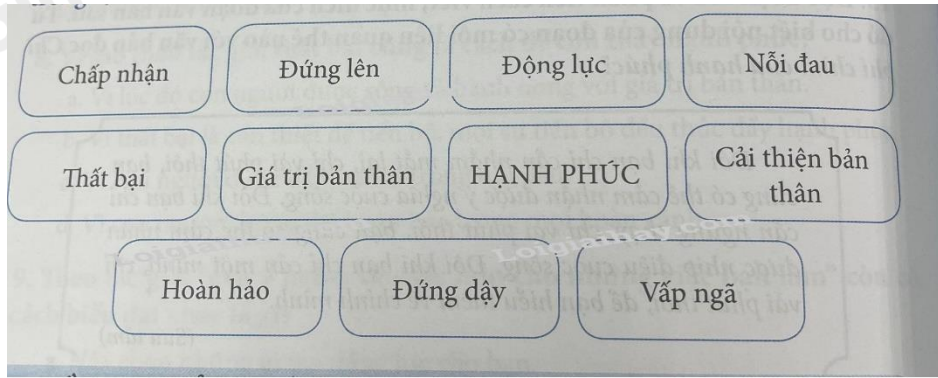 Chấp nhận
Đứng lên
Động lực
Nỗi đau
Thất bại
Giá trị bản thân
HẠNH PHÚC
Cải thiện bản
thân
Hoàn hảo
Đứng dậy
Vấp ngã